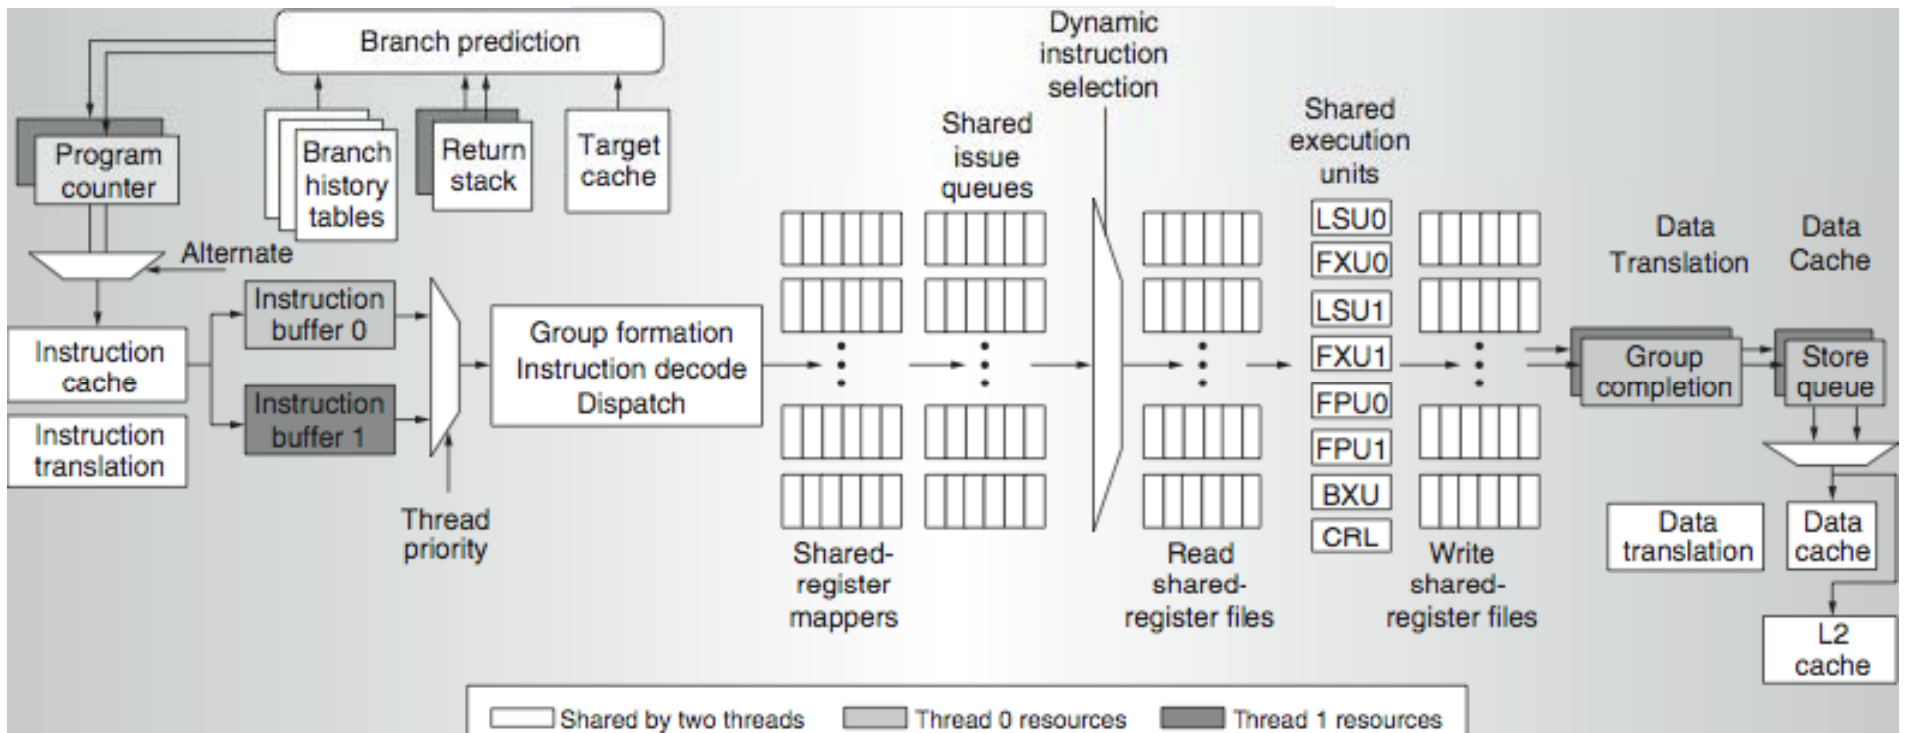 Branch prediction
Program
counter
Branch
history
tables
Return
stack
Target
cache
Alternate
Instruction
cache
Instruction
translation
Instruction
buffer 0
Instruction
buffer 1
Thread
priority
Group formation
Instruction decode
Dispatch
Shared-
register
mappers
Shared
issue
queues
Dynamic
instruction
selection
Read
shared-
register files
Shared
execution
units
LSU0
FXU0
LSU1
FXU1
FPU0
FPU1
BXU
CRL
Write
shared-
register files
Data
Translation
Data
Cache
Group
completion
Store
queue
Data
translation
Data
cache
L2
cache
Shared by two threads
Thread 0 resources
Thread 1 resources